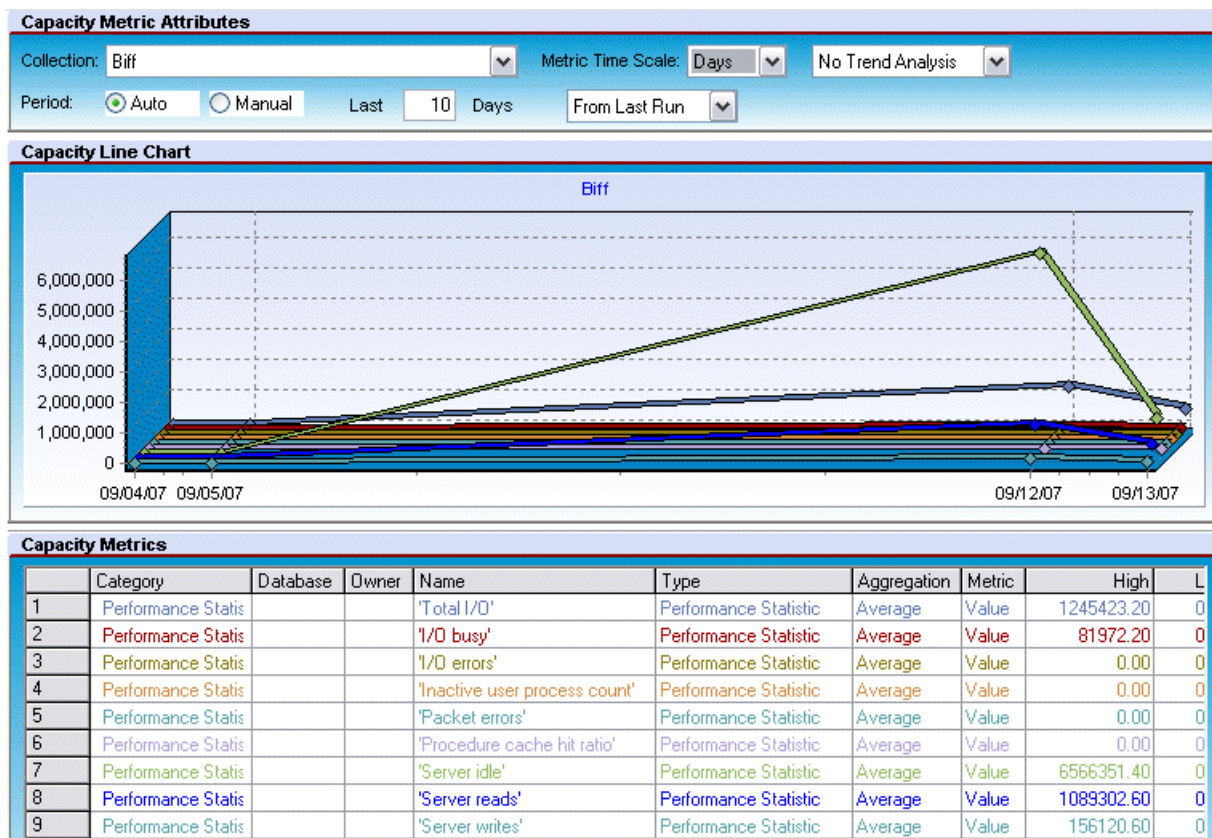 Capacity Metric Attributes
Collection: Biff Metric Time Scale: Days No Trend Analysis
Period: Auto Manual Last 10 Days From Last Run
Capacity Line Chart
Biff
6,000,000
5,000,000
4,000,000
3,000,000
2,000,000
1,000,000
0
09/04/07 09/05/07 09/12/07 09/13/07
Capacity Metrics
Category Database Owner Name Type Aggregation Metric High L
1 Performance Statis 'Total I/O' Performance Statistic Average Value 1245423.20 0
2 Performance Statis 'I/O busy' Performance Statistic Average Value 81972.20 0
3 Performance Statis 'I/O errors' Performance Statistic Average Value 0.00 0
4 Performance Statis 'Inactive user process count' Performance Statistic Average Value 0.00 0
5 Performance Statis 'Packet errors' Performance Statistic Average Value 0.00 0
6 Performance Statis 'Procedure cache hit ratio' Performance Statistic Average Value 0.00 0
7 Performance Statis 'Server idle' Performance Statistic Average Value 6566351.40 0
8 Performance Statis 'Server reads' Performance Statistic Average Value 1089302.60 0
9 Performance Statis 'Server writes' Performance Statistic Average Value 156120.60 0